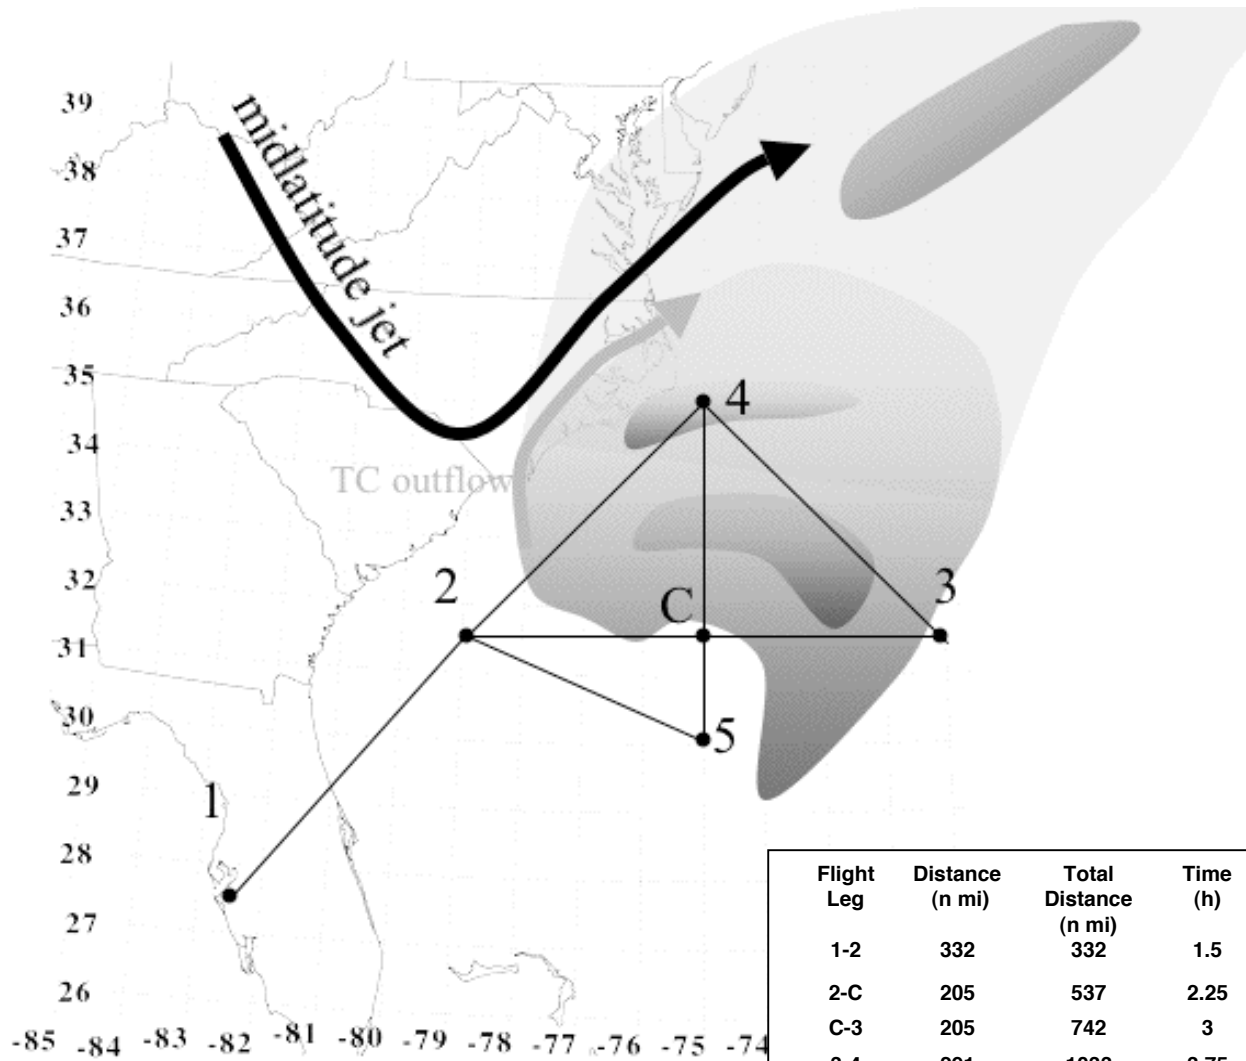 39
-38
37
36
35
34
33
32
31
30
29
28
27
26
-85 -84 -83 -82 -81 -80 -79 -78 -77 -76 -75 -74
midlatitude jet
TC outflow
1
2
C
3
4
5
Flight Leg Distance (n mi) Total Distance (n mi) Time (h)
1-2 332 332 1.5
2-C 205 537 2.25
C-3 205 742 3